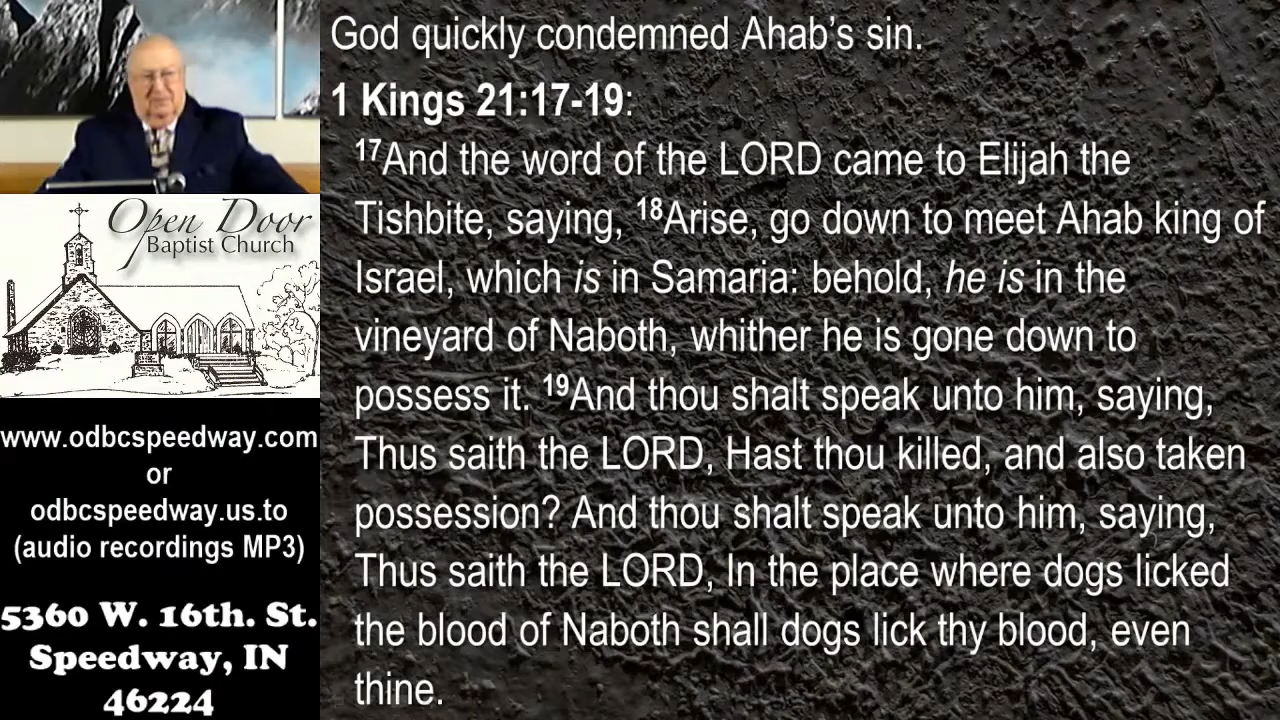 God quickly condemned Ahab’s sin.
1 Kings 21:17-19:
17And the word of the LORD came to Elijah the
Tishbite, saying, 18Arise, go down to meet Ahab king of
Israel, which is in Samaria: behold, he is in the
vineyard of Naboth, whither he is gone down to
possess it. 19And thou shalt speak unto him, saying,
Thus saith the LORD, Hast thou killed, and also taken
possession? And thou shalt speak unto him, saying,
Thus saith the LORD, In the place where dogs licked
the blood of Naboth shall dogs lick thy blood, even
thine.
Open Door
Baptist Church
www.odbcspeedway.com
or
odbcspeedway.us.to
(audio recordings MP3)
5360 W. 16th. St.
Speedway, IN
46224